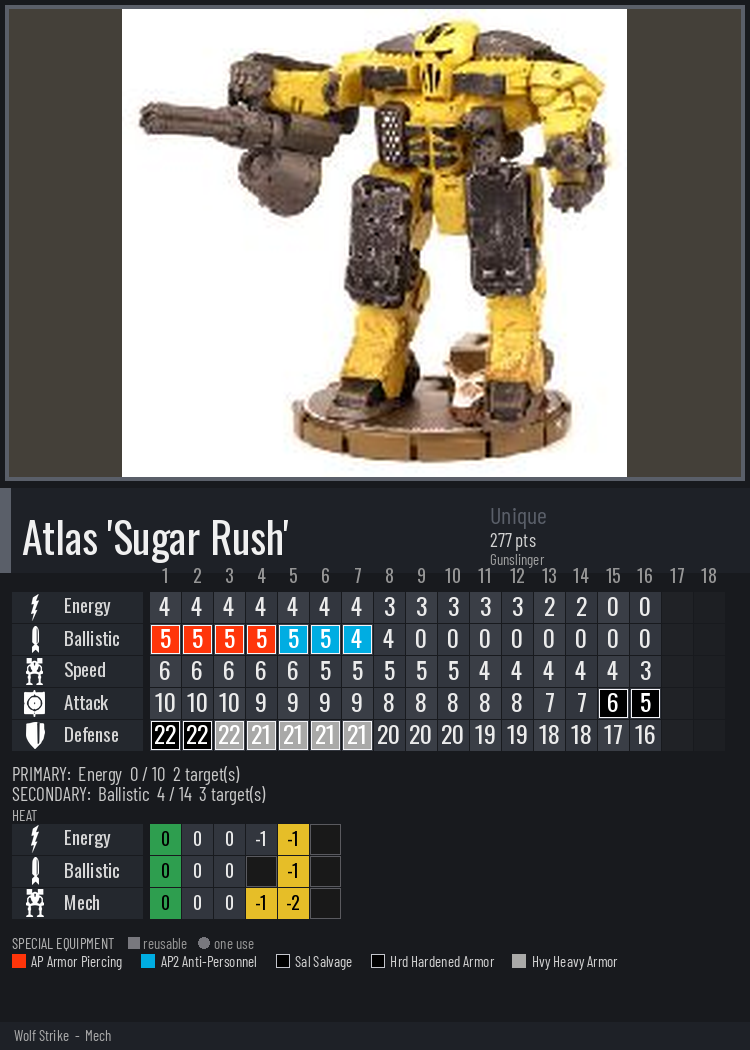 Atlas 'Sugar Rush'
Unique
277 pts
Gunslinger
1 2 3 4 5 6 7 8 9 10 11 12 13 14 15 16 17 18
Energy 4 4 4 4 4 4 4 3 3 3 3 3 2 2 0 0
Ballistic 5 5 5 5 5 5 4 4 0 0 0 0 0 0 0 0
Speed 6 6 6 6 6 5 5 5 5 5 4 4 4 4 4 3
Attack 10 10 10 9 9 9 9 8 8 8 8 8 7 7 6 5
Defense 22 22 22 21 21 21 21 20 20 20 19 19 18 18 17 16
PRIMARY: Energy 0 / 10 2 target(s)
SECONDARY: Ballistic 4 / 14 3 target(s)
HEAT
Energy 0 0 0 -1 -1
Ballistic 0 0 0 -1
Mech 0 0 0 -1 -2
SPECIAL EQUIPMENT reusable one use
AP Armor Piercing AP2 Anti-Personnel Sal Salvage Hrd Hardened Armor Hvy Heavy Armor
Wolf Strike - Mech